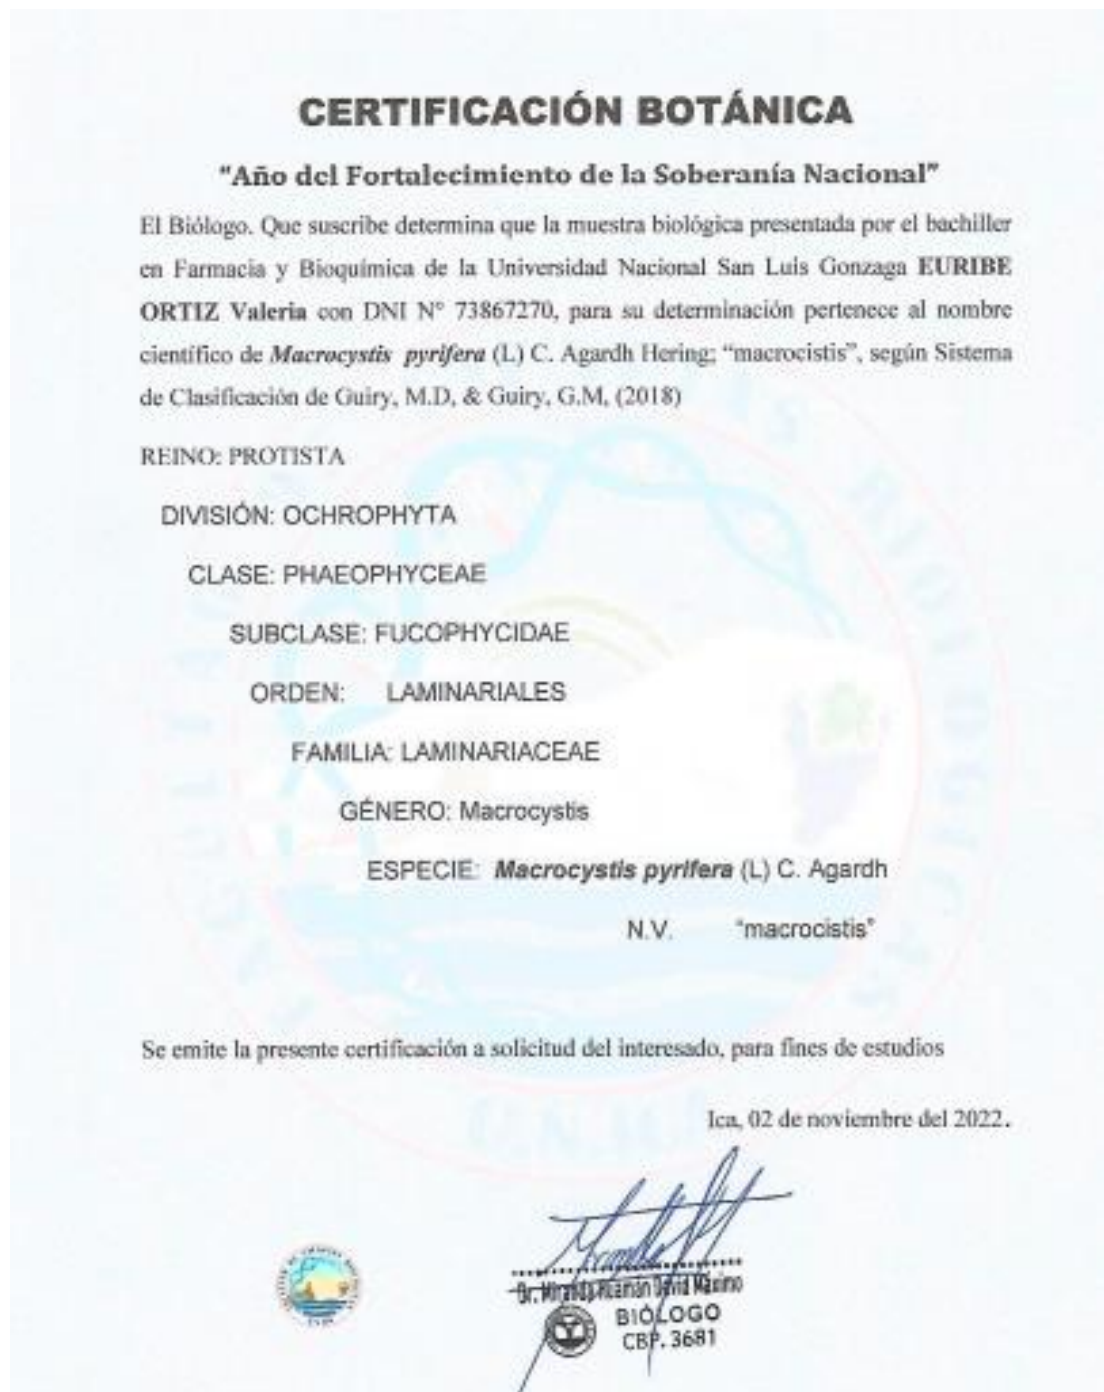 CERTIFICACIÓN BOTÁNICA
"Año del Fortalecimiento de la Soberanía Nacional"
El Biólogo. Que suscribe determina que la muestra biológica presentada por el bachiller
en Farmacia y Bioquímica de la Universidad Nacional San Luis Gonzaga EURIBE
ORTIZ Valeria con DNI N° 73867270, para su determinación pertenece al nombre
científico de Macrocystis pyrifera (L) C. Agardh Hering; "macrocistis", según Sistema
de Clasificación de Guiry, M.D, & Guiry, G.M, (2018)
REINO: PROTISTA
DIVISIÓN: OCHROPHYTA
CLASE: PHAEOPHYCEAE
SUBCLASE: FUCOPHYCIDAE
ORDEN: LAMINARIALES
FAMILIA: LAMINARIACEAE
GÉNERO: Macrocystis
ESPECIE: Macrocystis pyrifera (L) C. Agardh
N.V. "macrocistis"
Se emite la presente certificación a solicitud del interesado, para fines de estudios
Ica, 02 de noviembre del 2022.
Dr. Miranda Huamán David Máximo
BIÓLOGO
CBP. 3681